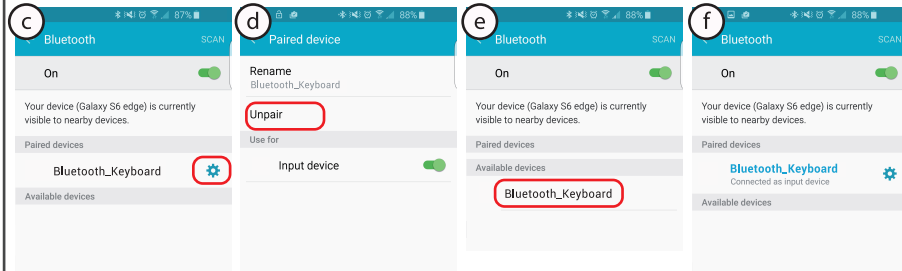 c
87%
Bluetooth
SCAN
On
Your device (Galaxy S6 edge) is currently
visible to nearby devices.
Paired devices
Bluetooth_Keyboard
Available devices
d
88%
Paired device
Rename
Bluetooth_Keyboard
Unpair
Use for
Input device
e
88%
Bluetooth
SCAN
On
Your device (Galaxy S6 edge) is currently
visible to nearby devices.
Paired devices
Available devices
Bluetooth_Keyboard
f
88%
Bluetooth
SCAN
On
Your device (Galaxy S6 edge) is currently
visible to nearby devices.
Paired devices
Bluetooth_Keyboard
Connected as input device
Available devices